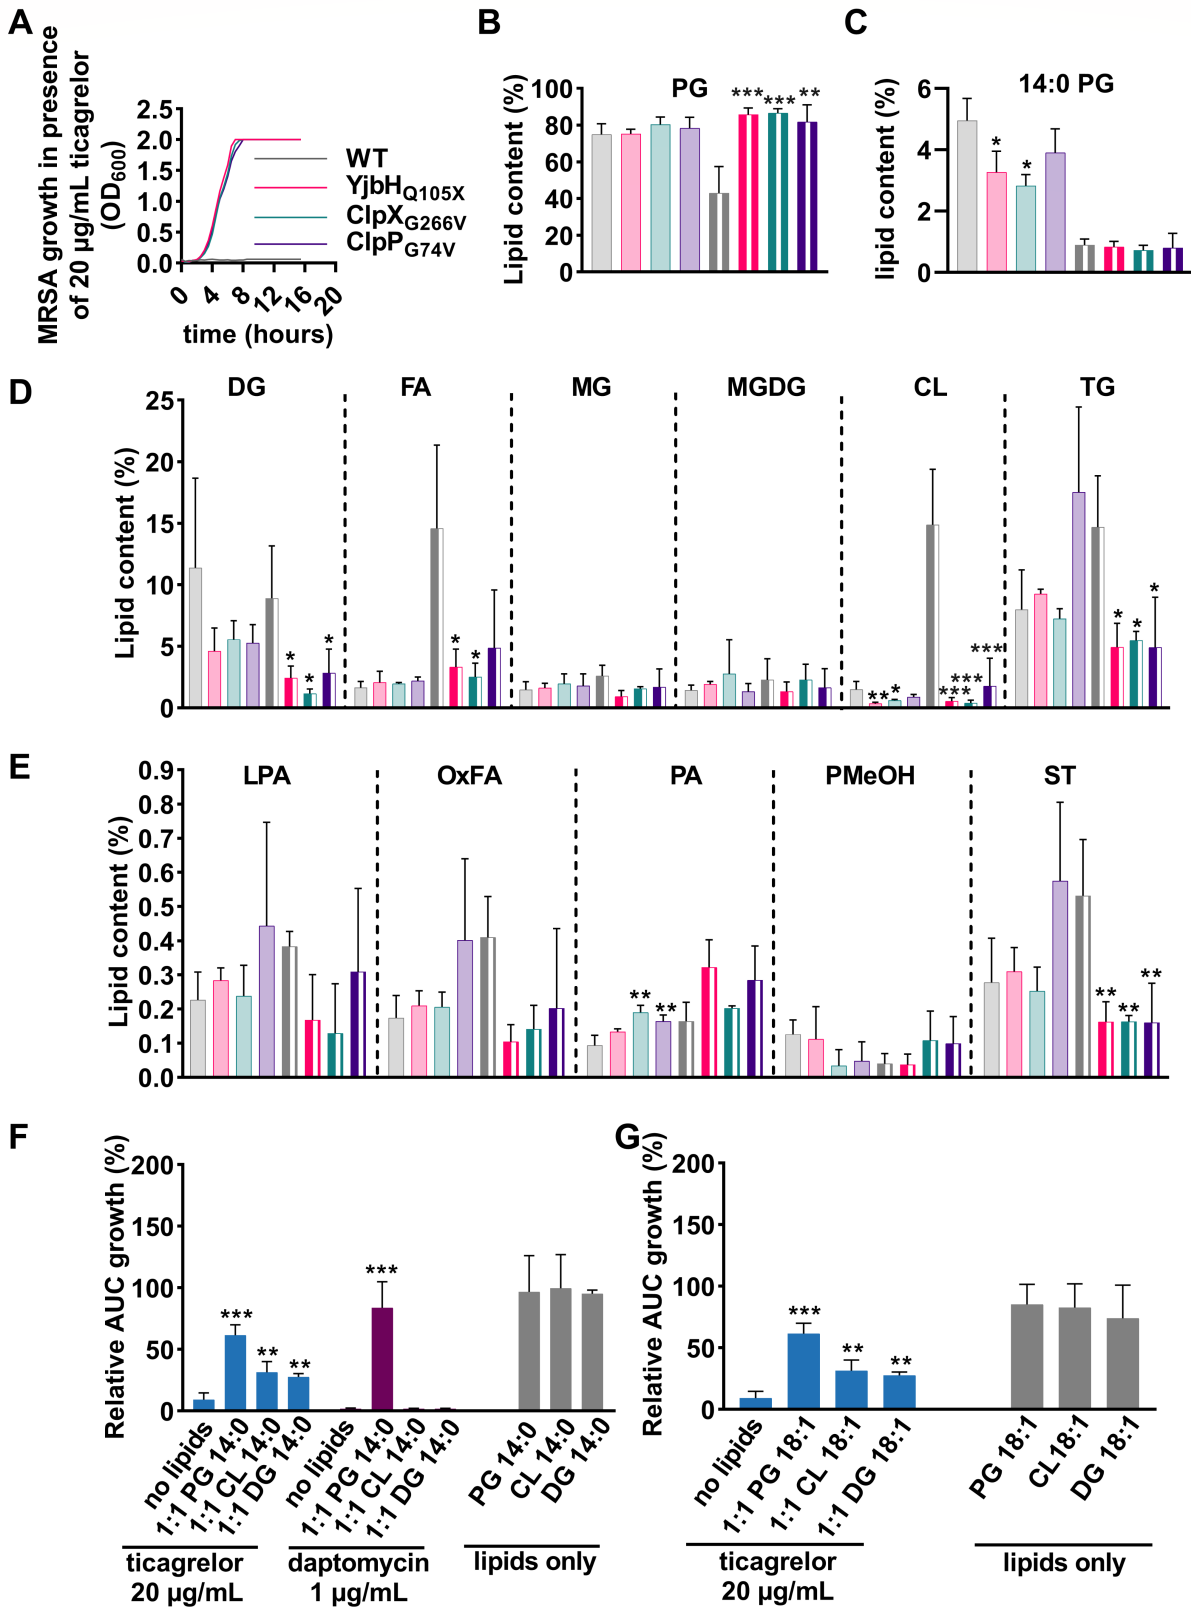 A
MRSA growth in presence
of 20 µg/mL ticagrelor
(OD600)
2.5
2.0
1.5
1.0
0.5
0.0
0 4 8 12 16 20
time (hours)
WT
YjbHQ105X
ClpXG266V
ClpPG74V
B
Lipid content (%)
100
80
60
40
20
0
PG
*** *** **
C
lipid content (%)
6
4
2
0
14:0 PG
* *
D
Lipid content (%)
25
20
15
10
5
0
DG FA MG MGDG CL TG
* * *
* *
** * *** *** ***
* * *
E
Lipid content (%)
0.9
0.8
0.7
0.6
0.5
0.4
0.3
0.2
0.1
0.0
LPA OxFA PA PMeOH ST
** **
** ** **
F
Relative AUC growth (%)
200
150
100
50
0
*** ** **
***
no lipids
1:1 PG 14:0
1:1 CL 14:0
1:1 DG 14:0
no lipids
1:1 PG 14:0
1:1 CL 14:0
1:1 DG 14:0
PG 14:0
CL 14:0
DG 14:0
ticagrelor
20 µg/mL
daptomycin
1 µg/mL
lipids only
G
Relative AUC growth (%)
200
150
100
50
0
*** ** **
no lipids
1:1 PG 18:1
1:1 CL 18:1
1:1 DG 18:1
PG 18:1
CL 18:1
DG 18:1
ticagrelor
20 µg/mL
lipids only